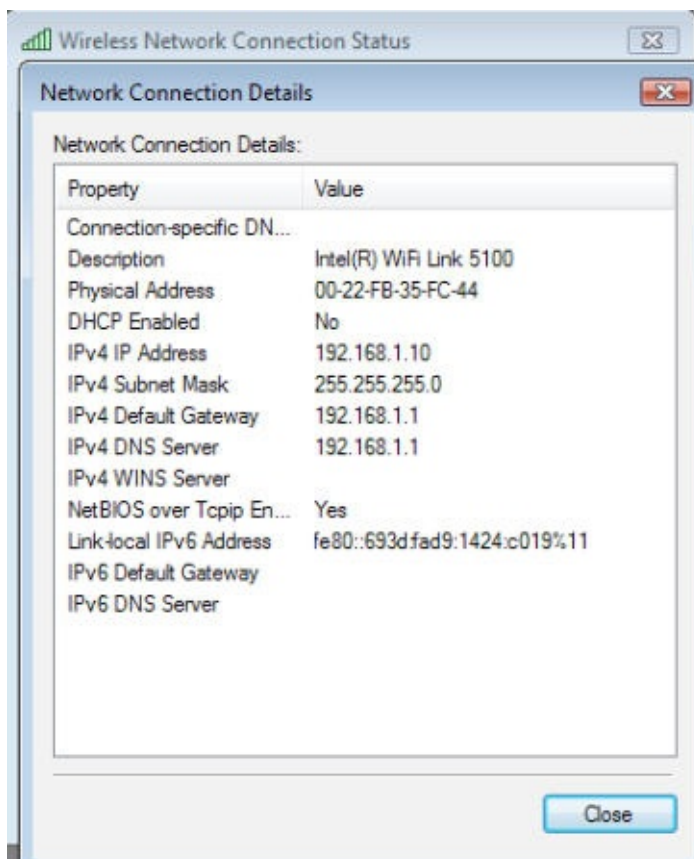 Wireless Network Connection Status
Network Connection Details
Network Connection Details:
Property Value
Connection-specific DN...
Description Intel(R) WiFi Link 5100
Physical Address 00-22-FB-35-FC-44
DHCP Enabled No
IPv4 IP Address 192.168.1.10
IPv4 Subnet Mask 255.255.255.0
IPv4 Default Gateway 192.168.1.1
IPv4 DNS Server 192.168.1.1
IPv4 WINS Server
NetBIOS over Tcpip En... Yes
Link-local IPv6 Address fe80::693d:fad9:1424:c019%11
IPv6 Default Gateway
IPv6 DNS Server
Close